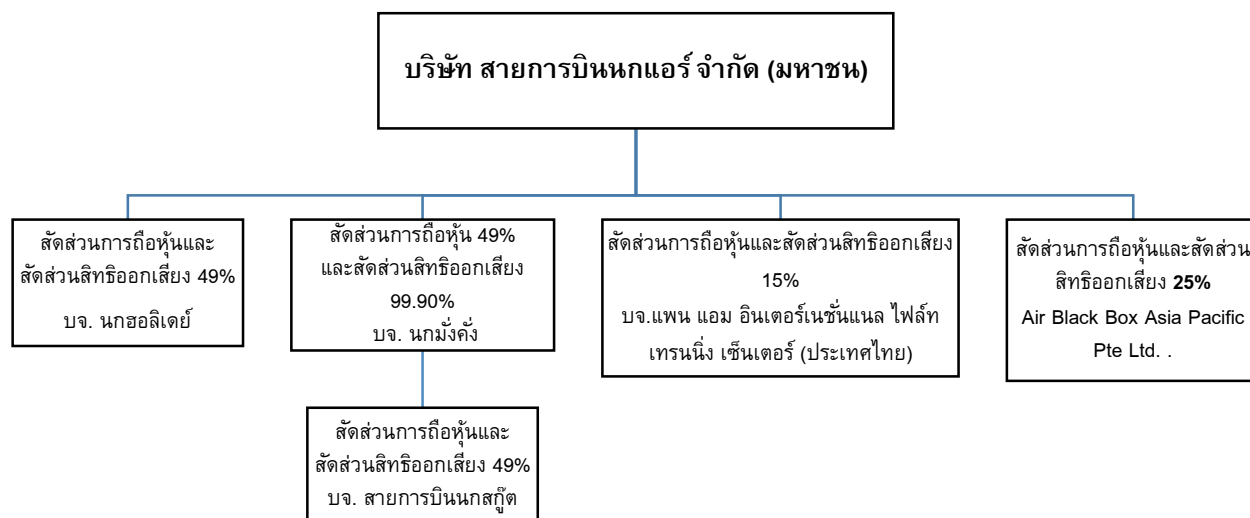 บริษัท สายการบินนกแอร์ จำกัด (มหาชน)
สัดส่วนการถือหุ้นและ
สัดส่วนสิทธิออกเสียง 49%
บจ. นกฮอลิเดย์
สัดส่วนการถือหุ้น 49%
และสัดส่วนสิทธิออกเสียง
99.90%
บจ. นกมั่งคั่ง
สัดส่วนการถือหุ้นและสัดส่วนสิทธิออกเสียง
15%
บจ.แพน แอม อินเตอร์เนชั่นแนล ไฟล์ท
เทรนนิ่ง เซ็นเตอร์ (ประเทศไทย)
สัดส่วนการถือหุ้นและสัดส่วน
สิทธิออกเสียง 25%
Air Black Box Asia Pacific
Pte Ltd. .
สัดส่วนการถือหุ้นและ
สัดส่วนสิทธิออกเสียง 49%
บจ. สายการบินนกสกู๊ต